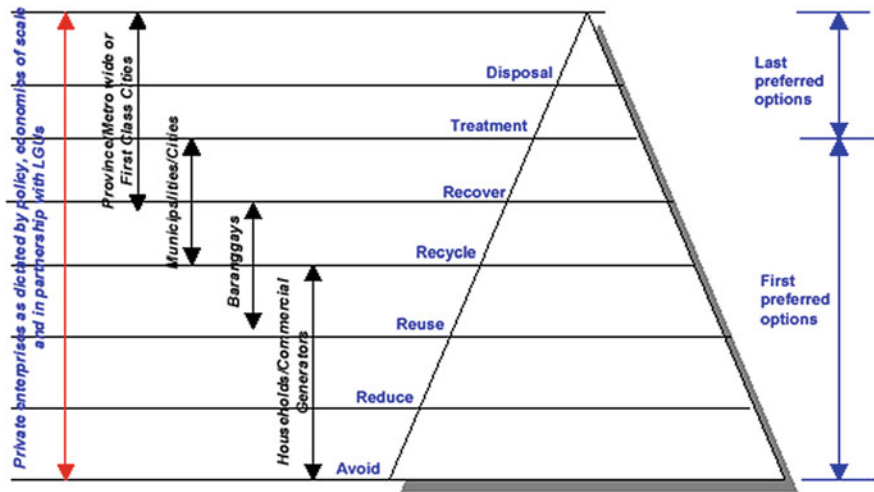 Private enterprises as dictated by policy, economies of scale
and in partnership with LGUs
Province/Metro wide or
First Class Cities
Municipalities/Cities
Baranggays
Households/Commercial
Generators
Disposal
Treatment
Recover
Recycle
Reuse
Reduce
Avoid
Last
preferred
options
First
preferred
options